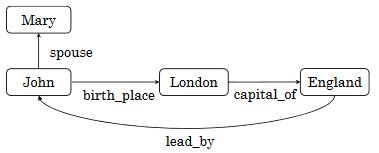 Mary
spouse
John
London
England
birth_place
capital_of
lead_by